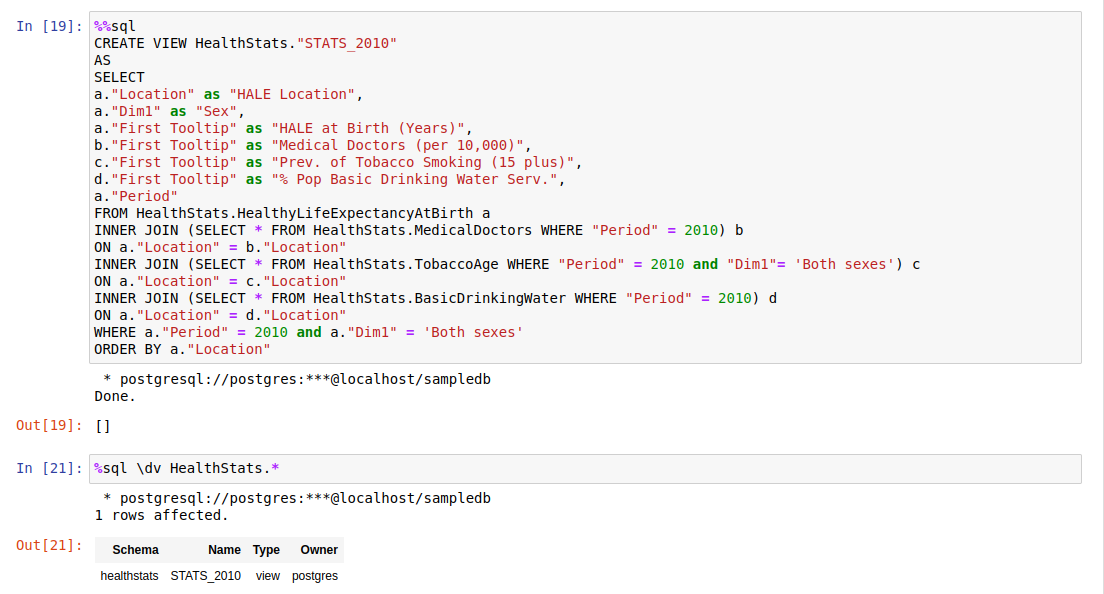 In [19]: %%sql
CREATE VIEW HealthStats."STATS_2010"
AS
SELECT
a."Location" as "HALE Location",
a."Dim1" as "Sex",
a."First Tooltip" as "HALE at Birth (Years)",
b."First Tooltip" as "Medical Doctors (per 10,000)",
c."First Tooltip" as "Prev. of Tobacco Smoking (15 plus)",
d."First Tooltip" as "% Pop Basic Drinking Water Serv.",
a."Period"
FROM HealthStats.HealthyLifeExpectancyAtBirth a
INNER JOIN (SELECT * FROM HealthStats.MedicalDoctors WHERE "Period" = 2010) b
ON a."Location" = b."Location"
INNER JOIN (SELECT * FROM HealthStats.TobaccoAge WHERE "Period" = 2010 and "Dim1"= 'Both sexes') c
ON a."Location" = c."Location"
INNER JOIN (SELECT * FROM HealthStats.BasicDrinkingWater WHERE "Period" = 2010) d
ON a."Location" = d."Location"
WHERE a."Period" = 2010 and a."Dim1" = 'Both sexes'
ORDER BY a."Location"
* postgresql://postgres:***@localhost/sampledb
Done.
Out[19]: []
In [21]: %sql \dv HealthStats.*
* postgresql://postgres:***@localhost/sampledb
1 rows affected.
Out[21]: Schema Name Type Owner
healthstats STATS_2010 view postgres